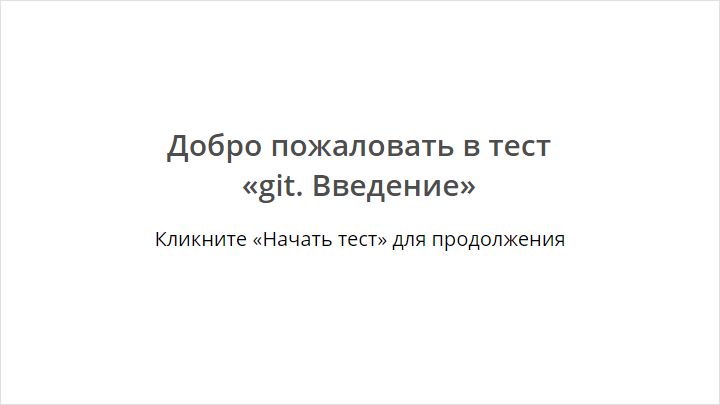 Добро пожаловать в тест
«git. Введение»
Кликните «Начать тест» для продолжения